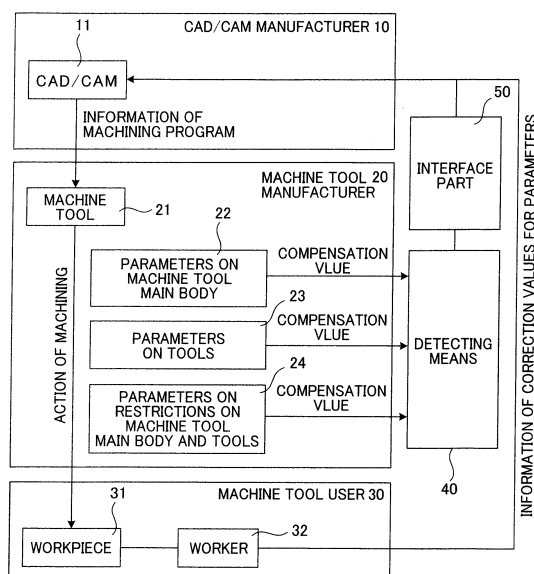 CAD/CAM MANUFACTURER 10
11
CAD/CAM
INFORMATION OF
MACHINING PROGRAM
50
INTERFACE
PART
MACHINE TOOL 20
MANUFACTURER
MACHINE
TOOL
21
22
PARAMETERS ON
MACHINE TOOL
MAIN BODY
COMPENSATION
VLUE
23
PARAMETERS
ON TOOLS
COMPENSATION
VLUE
24
PARAMETERS ON
RESTRICTIONS ON
MACHINE TOOL
MAIN BODY AND TOOLS
COMPENSATION
VLUE
DETECTING
MEANS
40
ACTION OF MACHINING
INFORMATION OF CORRECTION VALUES FOR PARAMETERS
MACHINE TOOL USER 30
31
WORKPIECE
32
WORKER